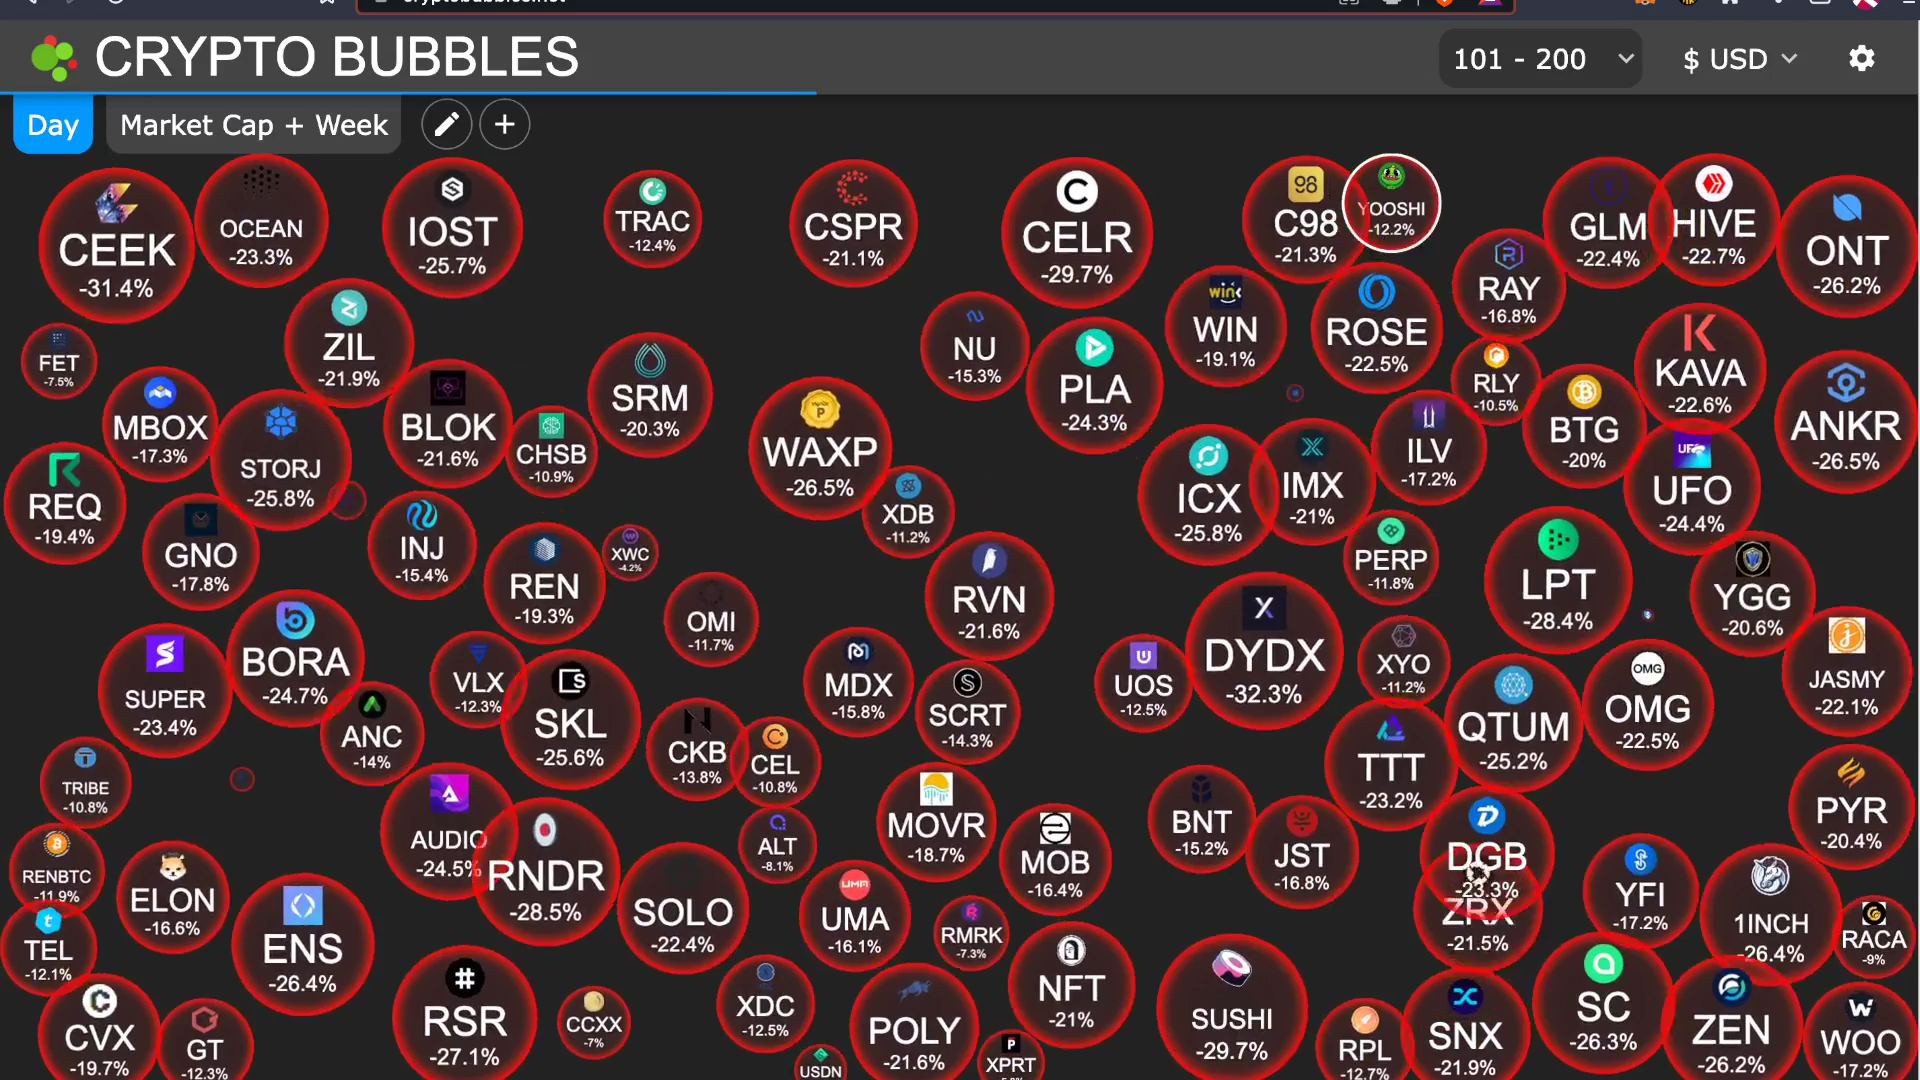 CRYPTO BUBBLES
101 - 200
$ USD
Day
Market Cap + Week
CEEK
-31.4%
OCEAN
-23.3%
IOST
-25.7%
TRAC
-12.4%
CSPR
-21.1%
CELR
-29.7%
98
C98
-21.3%
YOOSHI
-12.2%
GLM
-22.4%
HIVE
-22.7%
ONT
-26.2%
FET
-7.5%
ZIL
-21.9%
NU
-15.3%
win
WIN
-19.1%
ROSE
-22.5%
RAY
-16.8%
RLY
-10.5%
KAVA
-22.6%
MBOX
-17.3%
BLOK
-21.6%
SRM
-20.3%
PLA
-24.3%
STORJ
-25.8%
CHSB
-10.9%
WAXP
-26.5%
ILV
-17.2%
BTG
-20%
ANKR
-26.5%
REQ
-19.4%
XDB
-11.2%
ICX
-25.8%
IMX
-21%
UFO
UFO
-24.4%
GNO
-17.8%
INJ
-15.4%
REN
-19.3%
XWC
-4.2%
RVN
-21.6%
PERP
-11.8%
LPT
-28.4%
YGG
-20.6%
OMI
-11.7%
DYDX
-32.3%
XYO
-11.2%
SUPER
-23.4%
BORA
-24.7%
VLX
-12.3%
SKL
-25.6%
MDX
-15.8%
SCRT
-14.3%
UOS
-12.5%
QTUM
-25.2%
OMG
OMG
-22.5%
JASMY
-22.1%
ANC
-14%
CKB
-13.8%
CEL
-10.8%
TTT
-23.2%
TRIBE
-10.8%
AUDIO
-24.5%
RNDR
-28.5%
ALT
-8.1%
MOVR
-18.7%
MOB
-16.4%
BNT
-15.2%
JST
-16.8%
DGB
-23.3%
PYR
-20.4%
RENBTC
-11.9%
ELON
-16.6%
ENS
-26.4%
SOLO
-22.4%
UMA
UMA
-16.1%
RMRK
-7.3%
ZRX
-21.5%
YFI
-17.2%
1INCH
-26.4%
RACA
-9%
TEL
-12.1%
CVX
-19.7%
GT
-12.3%
RSR
-27.1%
CCXX
-7%
XDC
-12.5%
USDN
POLY
-21.6%
XPRT
NFT
-21%
SUSHI
-29.7%
RPL
-12.7%
SNX
-21.9%
SC
-26.3%
ZEN
-26.2%
WOO
-17.2%